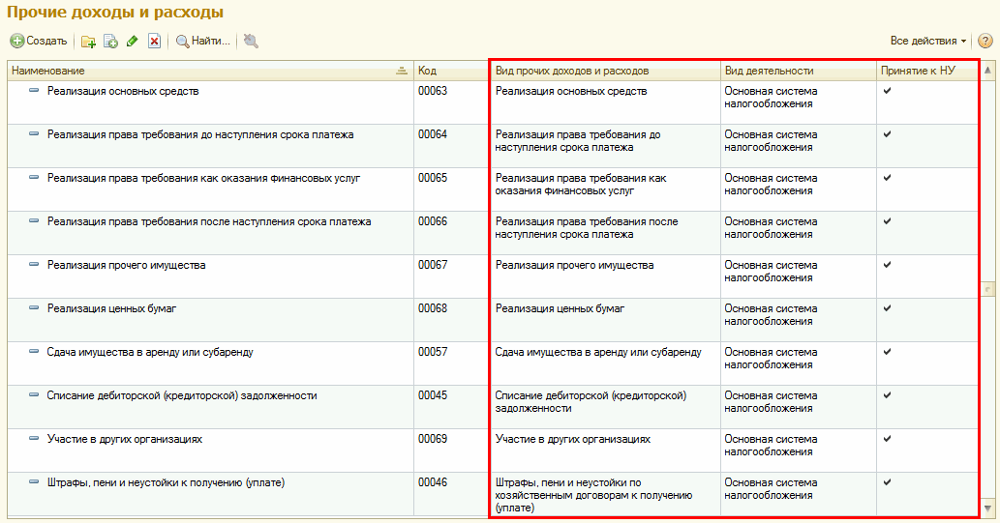 Прочие доходы и расходы
Создать Найти... Все действия ?
Наименование Код Вид прочих доходов и расходов Вид деятельности Принятие к НУ
Реализация основных средств 00063 Реализация основных средств Основная система
налогообложения
Реализация права требования до наступления срока платежа 00064 Реализация права требования до Основная система
наступления срока платежа налогообложения
Реализация права требования как оказания финансовых услуг 00065 Реализация права требования как Основная система
оказания финансовых услуг налогообложения
Реализация права требования после наступления срока платежа 00066 Реализация права требования после Основная система
наступления срока платежа налогообложения
Реализация прочего имущества 00067 Реализация прочего имущества Основная система
налогообложения
Реализация ценных бумаг 00068 Реализация ценных бумаг Основная система
налогообложения
Сдача имущества в аренду или субаренду 00057 Сдача имущества в аренду или субаренду Основная система
налогообложения
Списание дебиторской (кредиторской) задолженности 00045 Списание дебиторской (кредиторской) Основная система
задолженности налогообложения
Участие в других организациях 00069 Участие в других организациях Основная система
налогообложения
Штрафы, пени и неустойки к получению (уплате) 00046 Штрафы, пени и неустойки по Основная система
хозяйственным договорам к получению налогообложения
(уплате)